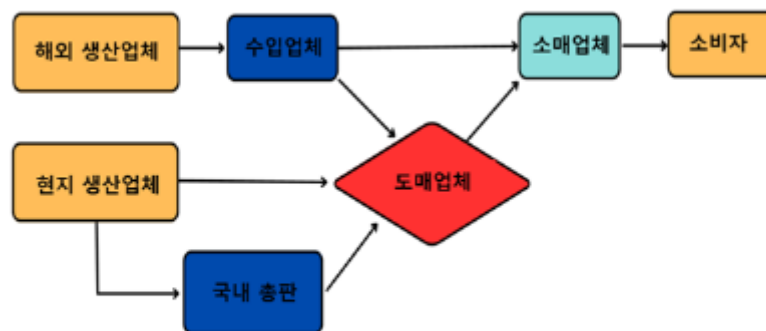 해외 생산업체
수입업체
소매업체
소비자
현지 생산업체
도매업체
국내 총판